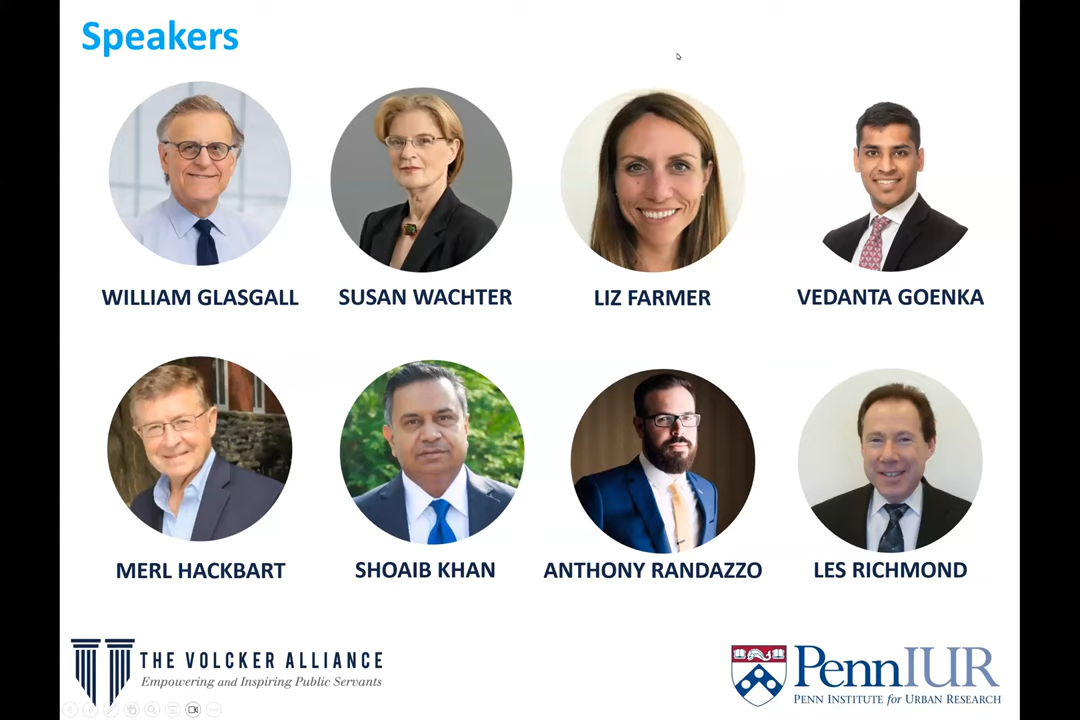 Speakers
WILLIAM GLASGALL
SUSAN WACHTER
LIZ FARMER
VEDANTA GOENKA
MERL HACKBART
SHOAIB KHAN
ANTHONY RANDAZZO
LES RICHMOND
THE VOLCKER ALLIANCE
Empowering and Inspiring Public Servants
PennIUR
PENN INSTITUTE for URBAN RESEARCH